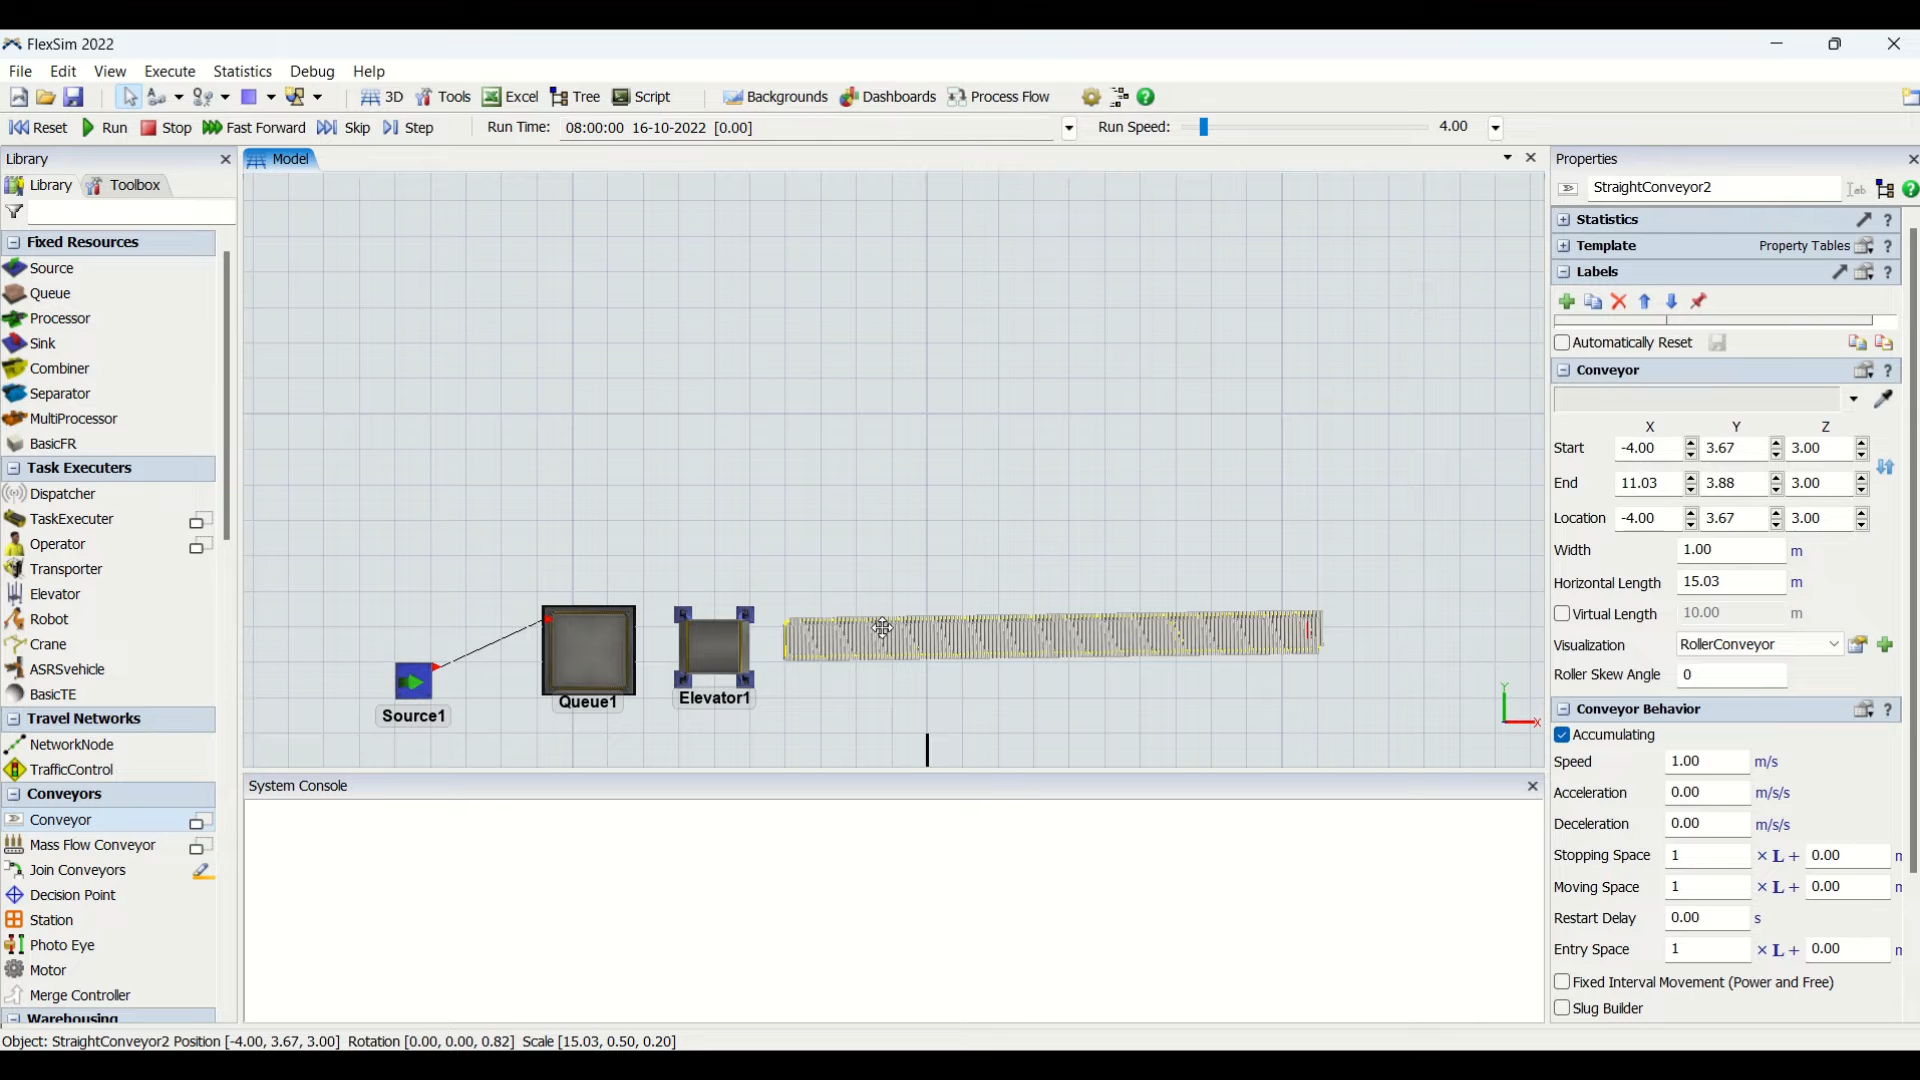 FlexSim 2022
File Edit View Execute Statistics Debug Help
3D Tools Excel Tree Script Backgrounds Dashboards Process Flow
Reset Run Stop Fast Forward Skip Step Run Time: 08:00:00 16-10-2022 [0.00] Run Speed: 4.00
Library
Library Toolbox
Fixed Resources
Source
Queue
Processor
Sink
Combiner
Separator
MultiProcessor
BasicFR
Task Executers
Dispatcher
TaskExecuter
Operator
Transporter
Elevator
Robot
Crane
ASRSvehicle
BasicTE
Travel Networks
NetworkNode
TrafficControl
Conveyors
Conveyor
Mass Flow Conveyor
Join Conveyors
Decision Point
Station
Photo Eye
Motor
Merge Controller
Warehousing
Model
Source1
Queue1
Elevator1
Y
X
System Console
Properties
StraightConveyor2
Statistics
Template Property Tables
Labels
Automatically Reset
Conveyor
X Y Z
Start -4.00 3.67 3.00
End 11.03 3.88 3.00
Location -4.00 3.67 3.00
Width 1.00 m
Horizontal Length 15.03 m
Virtual Length 10.00 m
Visualization RollerConveyor
Roller Skew Angle 0
Conveyor Behavior
Accumulating
Speed 1.00 m/s
Acceleration 0.00 m/s/s
Deceleration 0.00 m/s/s
Stopping Space 1 × L + 0.00
Moving Space 1 × L + 0.00
Restart Delay 0.00 s
Entry Space 1 × L + 0.00
Fixed Interval Movement (Power and Free)
Slug Builder
Object: StraightConveyor2 Position [-4.00, 3.67, 3.00] Rotation [0.00, 0.00, 0.82] Scale [15.03, 0.50, 0.20]